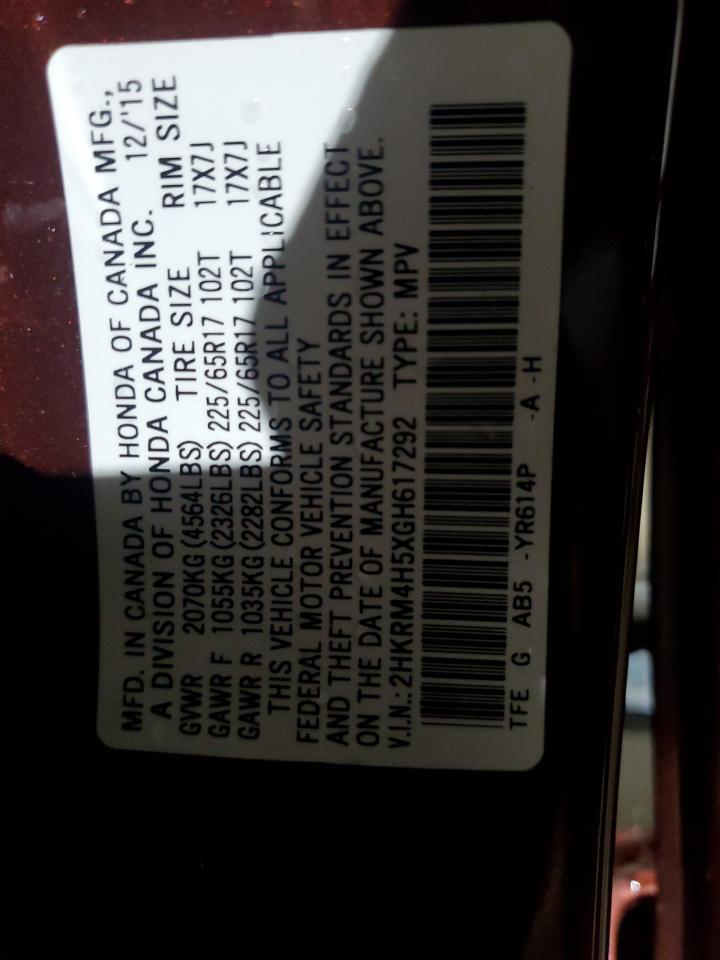 MFD. IN CANADA BY HONDA OF CANADA MFG.,
A DIVISION OF HONDA CANADA INC. 12/'15
GVWR 2070KG (4564LBS) TIRE SIZE RIM SIZE
GAWR F 1055KG (2326LBS) 225/65R17 102T 17X7J
GAWR R 1035KG (2282LBS) 225/65R17 102T 17X7J
THIS VEHICLE CONFORMS TO ALL APPLICABLE
FEDERAL MOTOR VEHICLE SAFETY
AND THEFT PREVENTION STANDARDS IN EFFECT
ON THE DATE OF MANUFACTURE SHOWN ABOVE.
V.I.N.: 2HKRM4H5XGH617292 TYPE: MPV
TFE G AB5 -YR614P -A -H